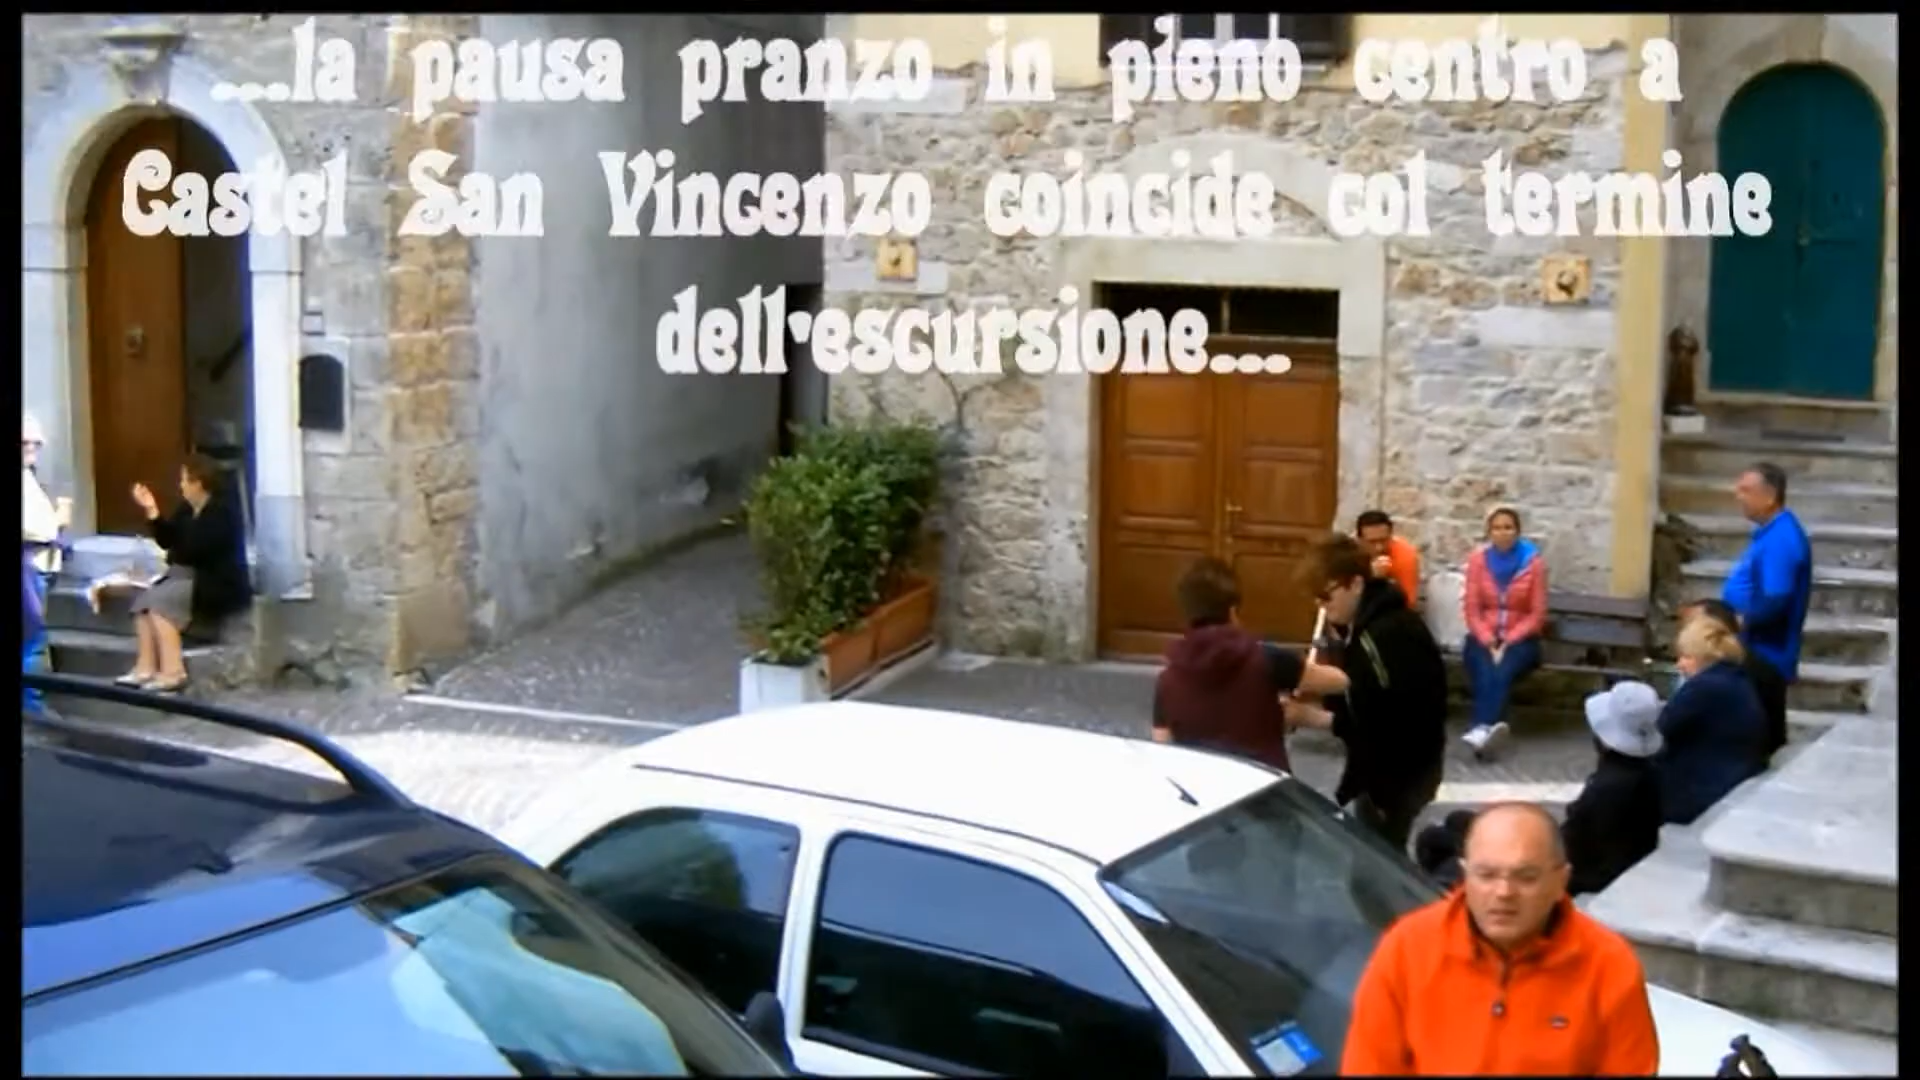 ....la pausa pranzo in pieno centro a
Castel San Vincenzo coincide col termine
dell'escursione...